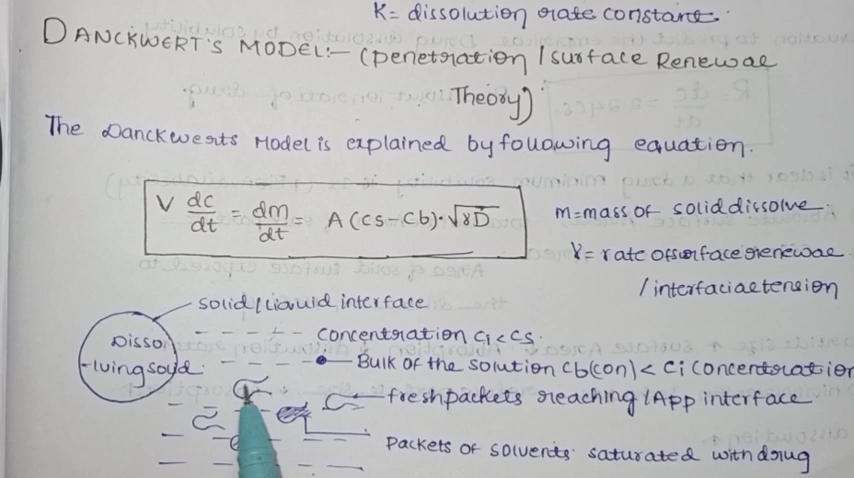 K= dissolution rate constant.
DANCKWERT'S MODEL:- (penetration / surface Renewal
Theory)
The Danckwerts Model is explained by following equation.
V dc/dt = dm/dt = A (Cs-Cb)·√γD
m=mass of solid dissolve
γ= rate of surface renewal
/ interfacial tension
solid/liquid interface
Disso
-lving solid.
Concentration Ci<Cs.
Bulk of the solution Cb(con) < Ci concentration
fresh packets reaching /App interface
packets of solvents saturated with drug